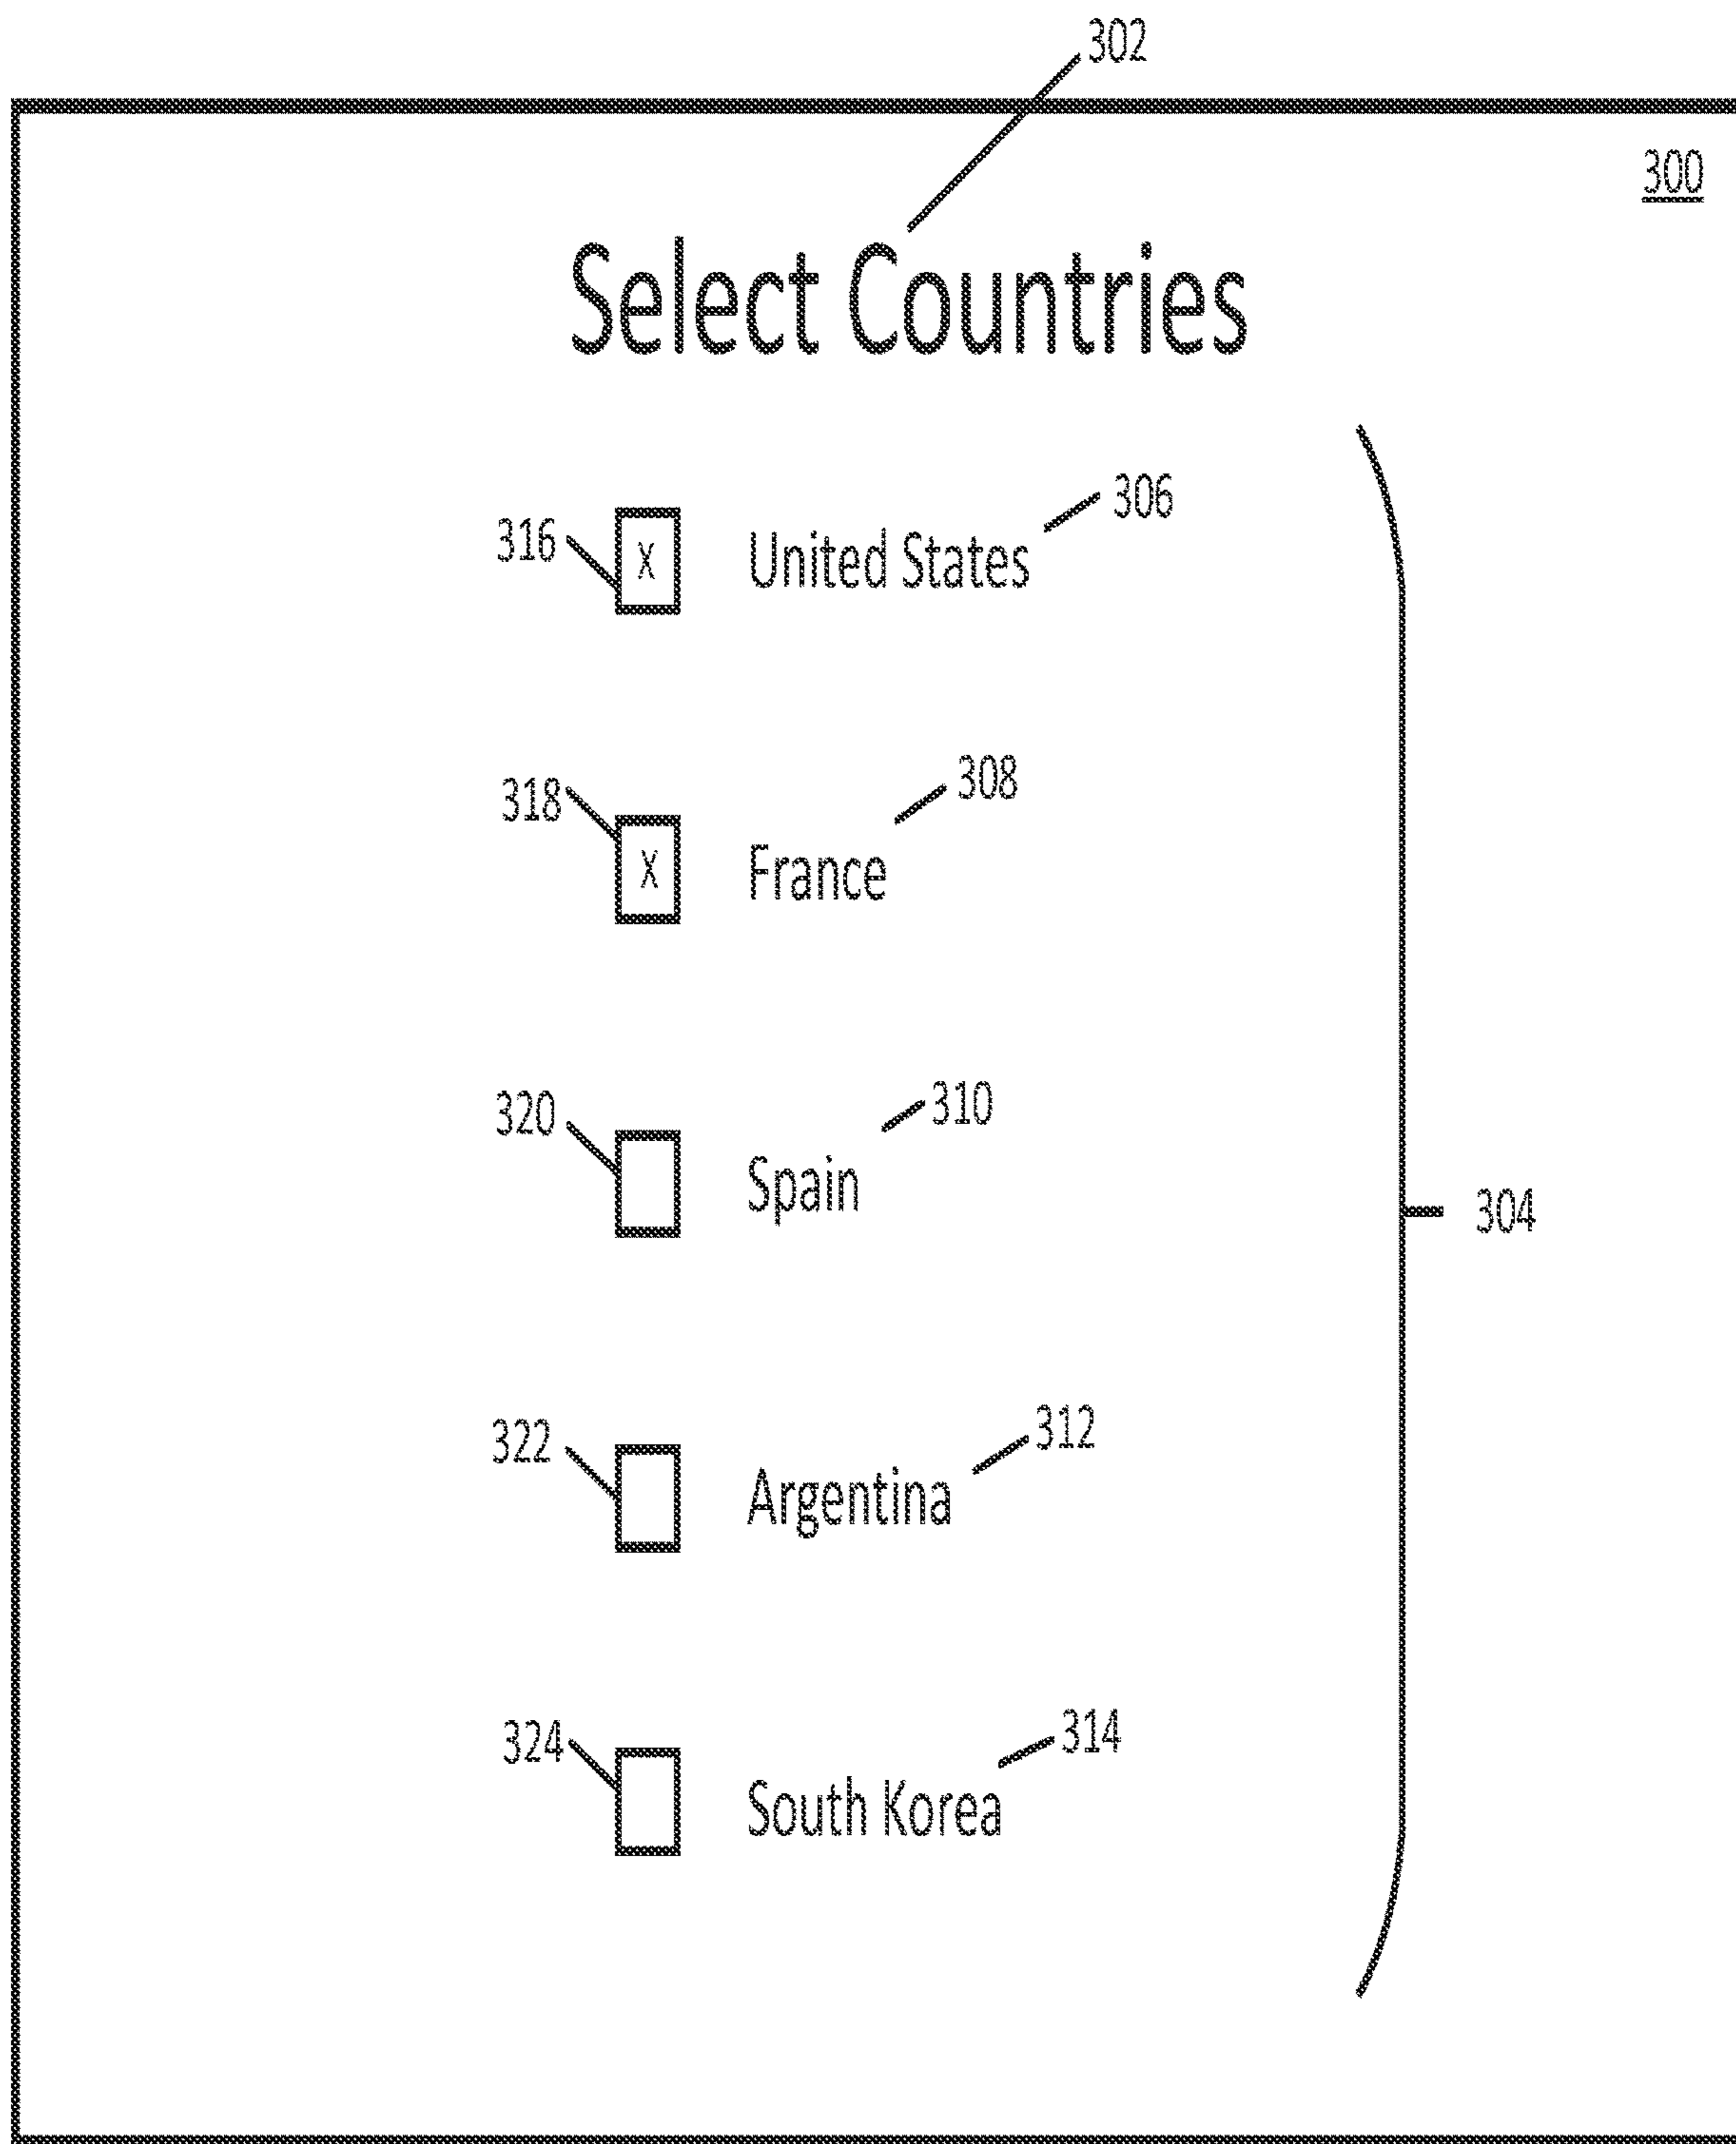 302
300
Select Countries
306
316 X United States
308
318 X France
310
320 Spain
304
312
322 Argentina
314
324 South Korea